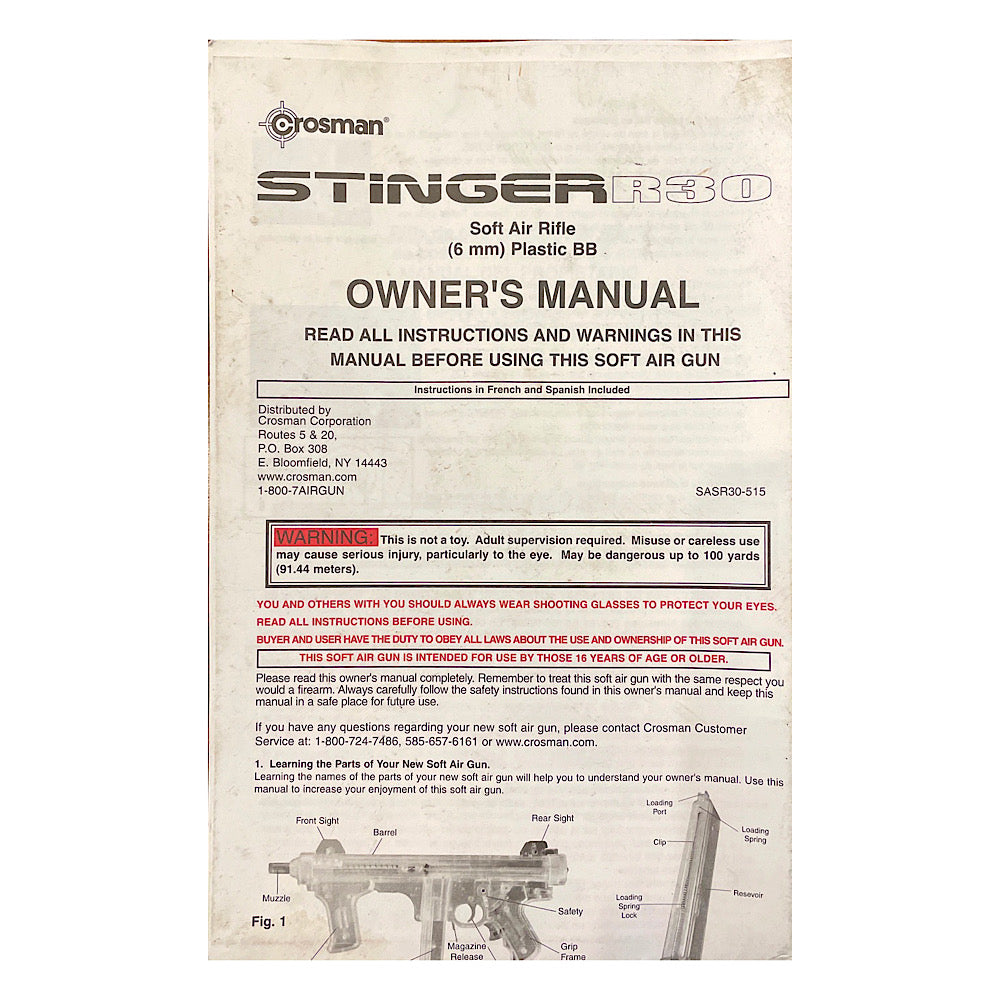 Crosman®
STINGER R30
Soft Air Rifle
(6 mm) Plastic BB
OWNER'S MANUAL
READ ALL INSTRUCTIONS AND WARNINGS IN THIS
MANUAL BEFORE USING THIS SOFT AIR GUN
Instructions in French and Spanish Included
Distributed by
Crosman Corporation
Routes 5 & 20,
P.O. Box 308
E. Bloomfield, NY 14443
www.crosman.com
1-800-7AIRGUN
SASR30-515
WARNING: This is not a toy. Adult supervision required. Misuse or careless use
may cause serious injury, particularly to the eye. May be dangerous up to 100 yards
(91.44 meters).
YOU AND OTHERS WITH YOU SHOULD ALWAYS WEAR SHOOTING GLASSES TO PROTECT YOUR EYES.
READ ALL INSTRUCTIONS BEFORE USING.
BUYER AND USER HAVE THE DUTY TO OBEY ALL LAWS ABOUT THE USE AND OWNERSHIP OF THIS SOFT AIR GUN.
THIS SOFT AIR GUN IS INTENDED FOR USE BY THOSE 16 YEARS OF AGE OR OLDER.
Please read this owner's manual completely. Remember to treat this soft air gun with the same respect you
would a firearm. Always carefully follow the safety instructions found in this owner's manual and keep this
manual in a safe place for future use.
If you have any questions regarding your new soft air gun, please contact Crosman Customer
Service at: 1-800-724-7486, 585-657-6161 or www.crosman.com.
1. Learning the Parts of Your New Soft Air Gun.
Learning the names of the parts of your new soft air gun will help you to understand your owner's manual. Use this
manual to increase your enjoyment of this soft air gun.
Front Sight
Barrel
Rear Sight
Loading
Port
Loading
Spring
Clip
Muzzle
Resevoir
Loading
Spring
Lock
Safety
Fig. 1
Magazine
Release
Grip
Frame